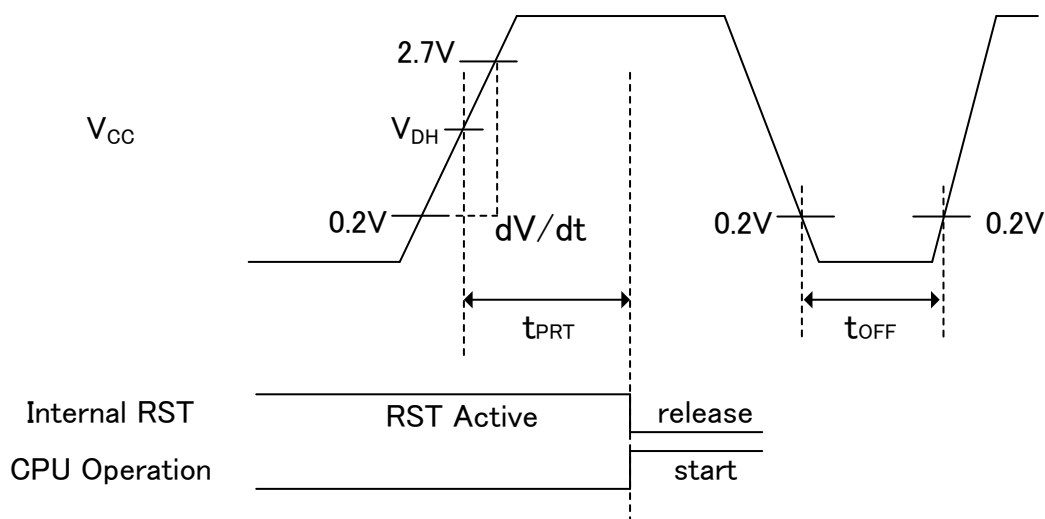 2.7V
VCC
VDH
0.2V
dV/dt
0.2V
0.2V
tPRT
tOFF
Internal RST
RST Active
release
CPU Operation
start